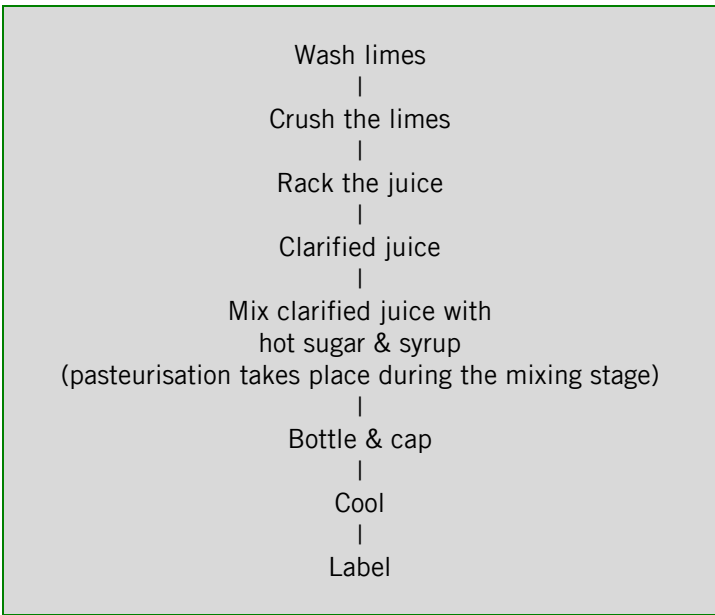 Wash limes
|
Crush the limes
|
Rack the juice
|
Clarified juice
|
Mix clarified juice with
hot sugar & syrup
(pasteurisation takes place during the mixing stage)
|
Bottle & cap
|
Cool
|
Label